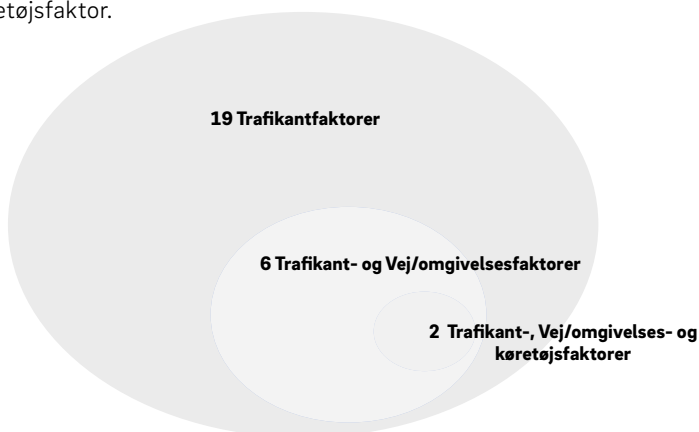 etøjsfaktor.
19 Trafikantfaktorer
6 Trafikant- og Vej/omgivelsesfaktorer
2 Trafikant-, Vej/omgivelses- og
køretøjsfaktorer